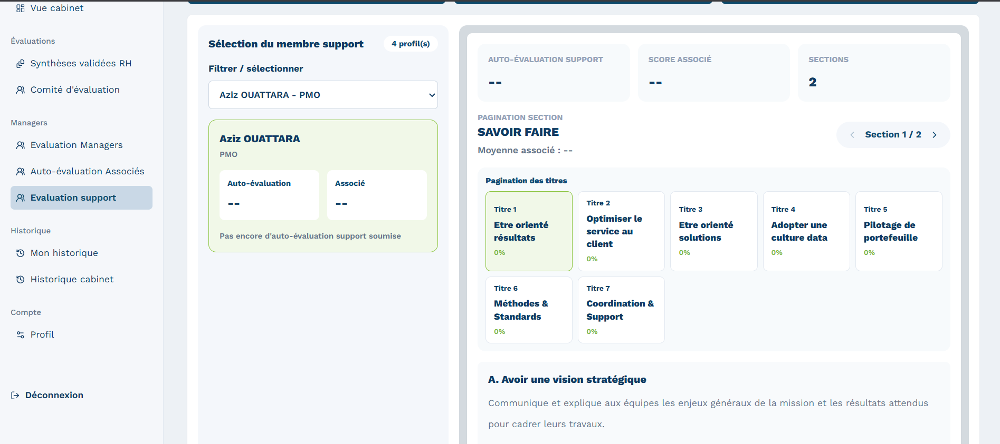 Vue cabinet
Évaluations
Synthèses validées RH
Comité d'évaluation
Managers
Evaluation Managers
Auto-évaluation Associés
Evaluation support
Historique
Mon historique
Historique cabinet
Compte
Profil
Déconnexion
Sélection du membre support
4 profil(s)
Filtrer / sélectionner
Aziz OUATTARA - PMO
Aziz OUATTARA
PMO
Auto-évaluation
--
Associé
--
Pas encore d'auto-évaluation support soumise
AUTO-ÉVALUATION SUPPORT
--
SCORE ASSOCIÉ
--
SECTIONS
2
PAGINATION SECTION
SAVOIR FAIRE
Moyenne associé : --
Section 1 / 2
Pagination des titres
Titre 1
Etre orienté
résultats
0%
Titre 2
Optimiser le
service au
client
0%
Titre 3
Etre orienté
solutions
0%
Titre 4
Adopter une
culture data
0%
Titre 5
Pilotage de
portefeuille
0%
Titre 6
Méthodes &
Standards
0%
Titre 7
Coordination &
Support
0%
A. Avoir une vision stratégique
Communique et explique aux équipes les enjeux généraux de la mission et les résultats attendus
pour cadrer leurs travaux.